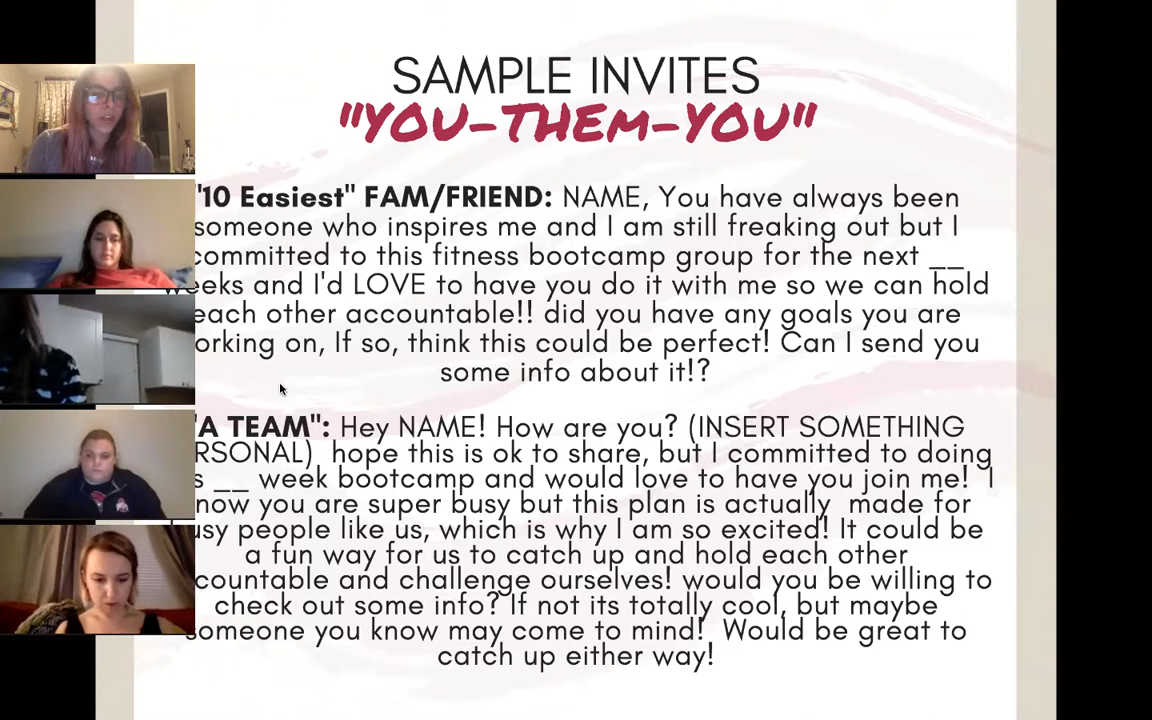 SAMPLE INVITES
"YOU-THEM-YOU"
"10 Easiest" FAM/FRIEND: NAME, You have always been
someone who inspires me and I am still freaking out but I
committed to this fitness bootcamp group for the next __
weeks and I'd LOVE to have you do it with me so we can hold
each other accountable!! did you have any goals you are
orking on, If so, think this could be perfect! Can I send you
some info about it!?
"A TEAM": Hey NAME! How are you? (INSERT SOMETHING
RSONAL) hope this is ok to share, but I committed to doing
s __ week bootcamp and would love to have you join me! I
now you are super busy but this plan is actually made for
usy people like us, which is why I am so excited! It could be
a fun way for us to catch up and hold each other
countable and challenge ourselves! would you be willing to
check out some info? If not its totally cool, but maybe
someone you know may come to mind! Would be great to
catch up either way!